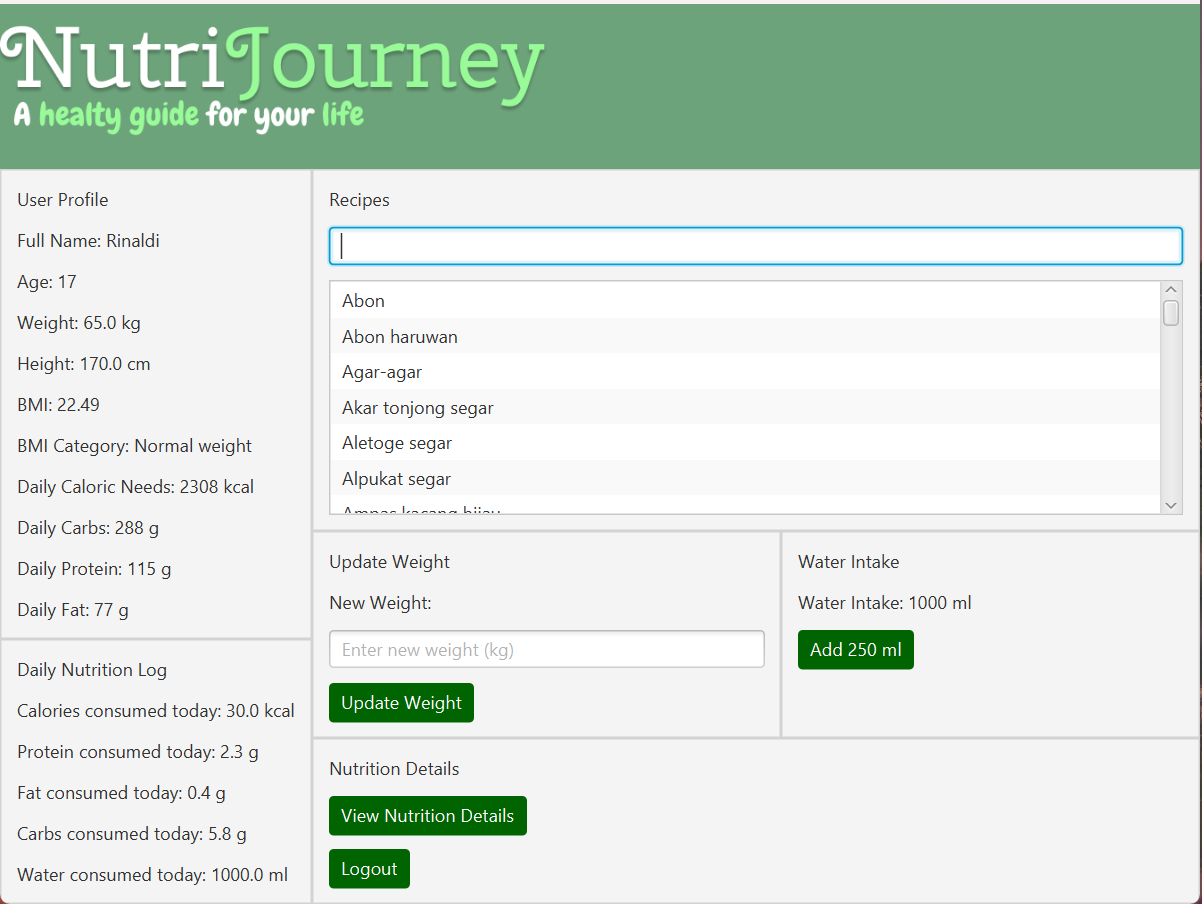 NutriJourney
A healty guide for your life
User Profile
Full Name: Rinaldi
Age: 17
Weight: 65.0 kg
Height: 170.0 cm
BMI: 22.49
BMI Category: Normal weight
Daily Caloric Needs: 2308 kcal
Daily Carbs: 288 g
Daily Protein: 115 g
Daily Fat: 77 g
Daily Nutrition Log
Calories consumed today: 30.0 kcal
Protein consumed today: 2.3 g
Fat consumed today: 0.4 g
Carbs consumed today: 5.8 g
Water consumed today: 1000.0 ml
Recipes
Abon
Abon haruwan
Agar-agar
Akar tonjong segar
Aletoge segar
Alpukat segar
Ampas kacang hijau
Update Weight
New Weight:
Enter new weight (kg)
Update Weight
Water Intake
Water Intake: 1000 ml
Add 250 ml
Nutrition Details
View Nutrition Details
Logout